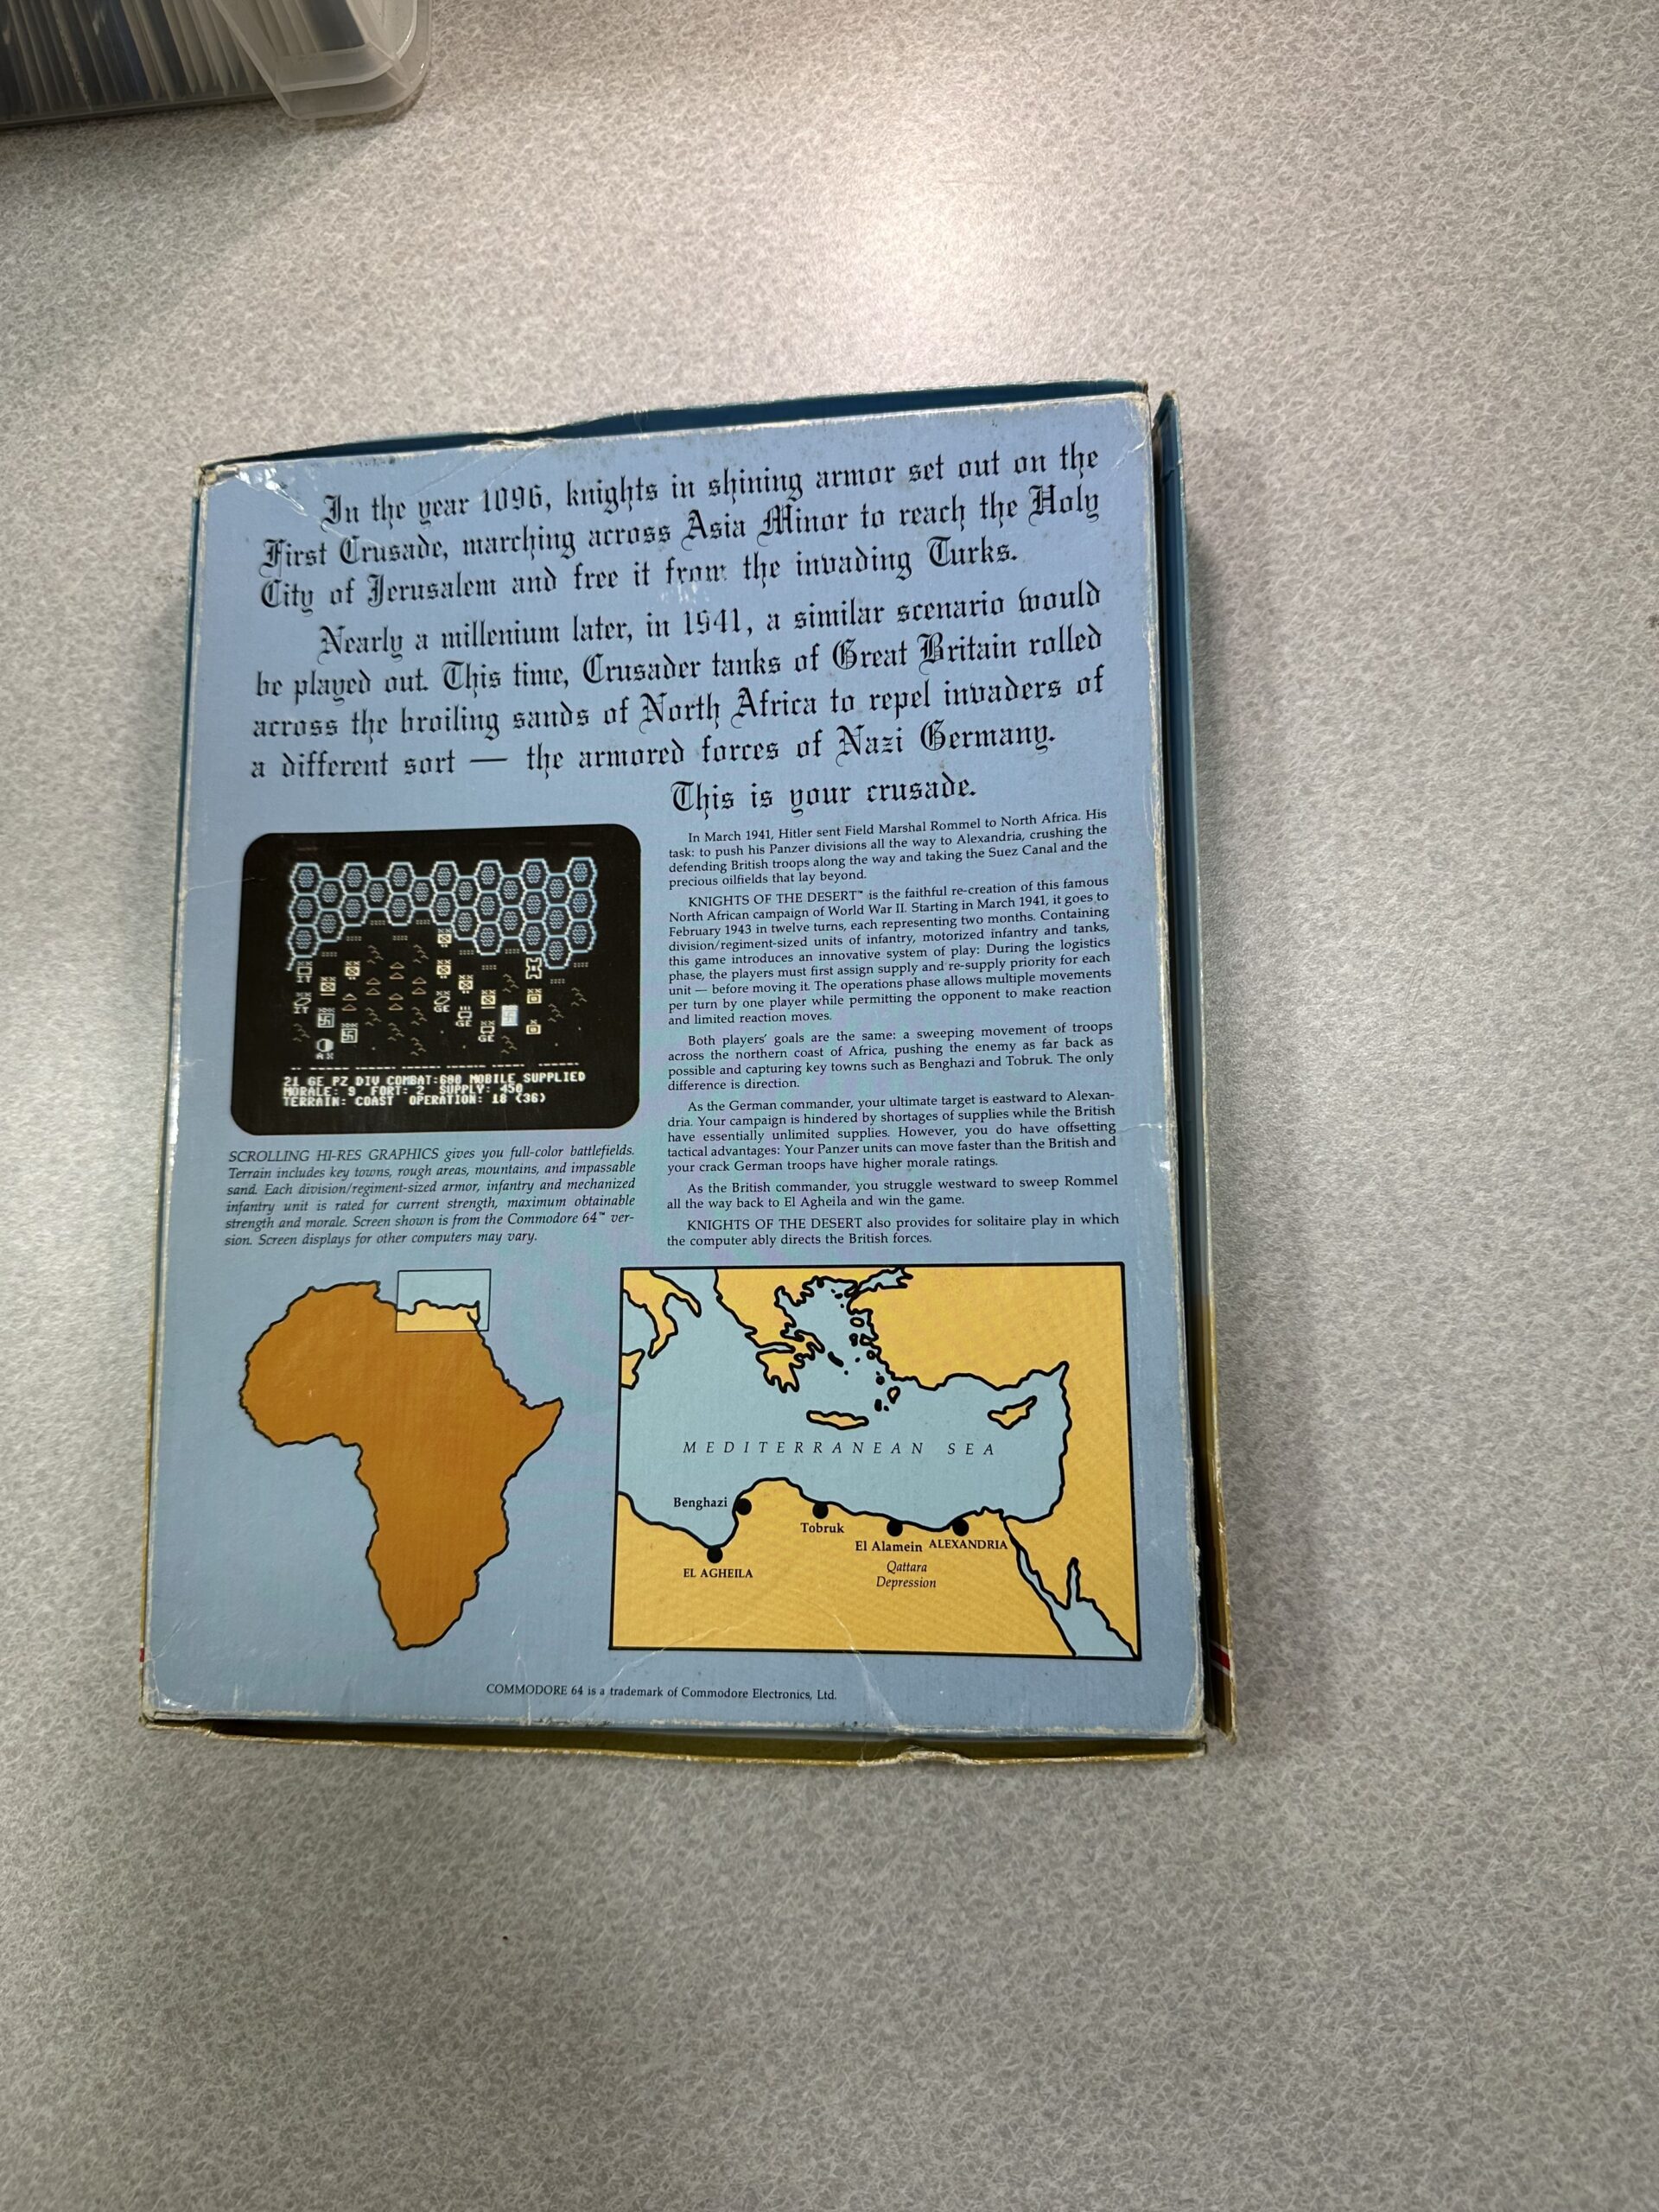 In the year 1096, knights in shining armor set out on the
First Crusade, marching across Asia Minor to reach the Holy
City of Jerusalem and free it from the invading Turks.
Nearly a millenium later, in 1941, a similar scenario would
be played out. This time, Crusader tanks of Great Britain rolled
across the broiling sands of North Africa to repel invaders of
a different sort — the armored forces of Nazi Germany.
This is your crusade.
IT
IT
GE
GE
GE
AX
21 GE PZ DIV COMBAT:600 MOBILE SUPPLIED
MORALE: 9 FORT: 2 SUPPLY: 450
TERRAIN: COAST OPERATION: 18 (36)
SCROLLING HI-RES GRAPHICS gives you full-color battlefields.
Terrain includes key towns, rough areas, mountains, and impassable
sand. Each division/regiment-sized armor, infantry and mechanized
infantry unit is rated for current strength, maximum obtainable
strength and morale. Screen shown is from the Commodore 64™ ver-
sion. Screen displays for other computers may vary.
In March 1941, Hitler sent Field Marshal Rommel to North Africa. His
task: to push his Panzer divisions all the way to Alexandria, crushing the
defending British troops along the way and taking the Suez Canal and the
precious oilfields that lay beyond.
KNIGHTS OF THE DESERT™ is the faithful re-creation of this famous
North African campaign of World War II. Starting in March 1941, it goes to
February 1943 in twelve turns, each representing two months. Containing
division/regiment-sized units of infantry, motorized infantry and tanks,
this game introduces an innovative system of play: During the logistics
phase, the players must first assign supply and re-supply priority for each
unit — before moving it. The operations phase allows multiple movements
per turn by one player while permitting the opponent to make reaction
and limited reaction moves.
Both players' goals are the same: a sweeping movement of troops
across the northern coast of Africa, pushing the enemy as far back as
possible and capturing key towns such as Benghazi and Tobruk. The only
difference is direction.
As the German commander, your ultimate target is eastward to Alexan-
dria. Your campaign is hindered by shortages of supplies while the British
have essentially unlimited supplies. However, you do have offsetting
tactical advantages: Your Panzer units can move faster than the British and
your crack German troops have higher morale ratings.
As the British commander, you struggle westward to sweep Rommel
all the way back to El Agheila and win the game.
KNIGHTS OF THE DESERT also provides for solitaire play in which
the computer ably directs the British forces.
MEDITERRANEAN SEA
Benghazi
Tobruk
El Alamein
ALEXANDRIA
EL AGHEILA
Qattara
Depression
COMMODORE 64 is a trademark of Commodore Electronics, Ltd.